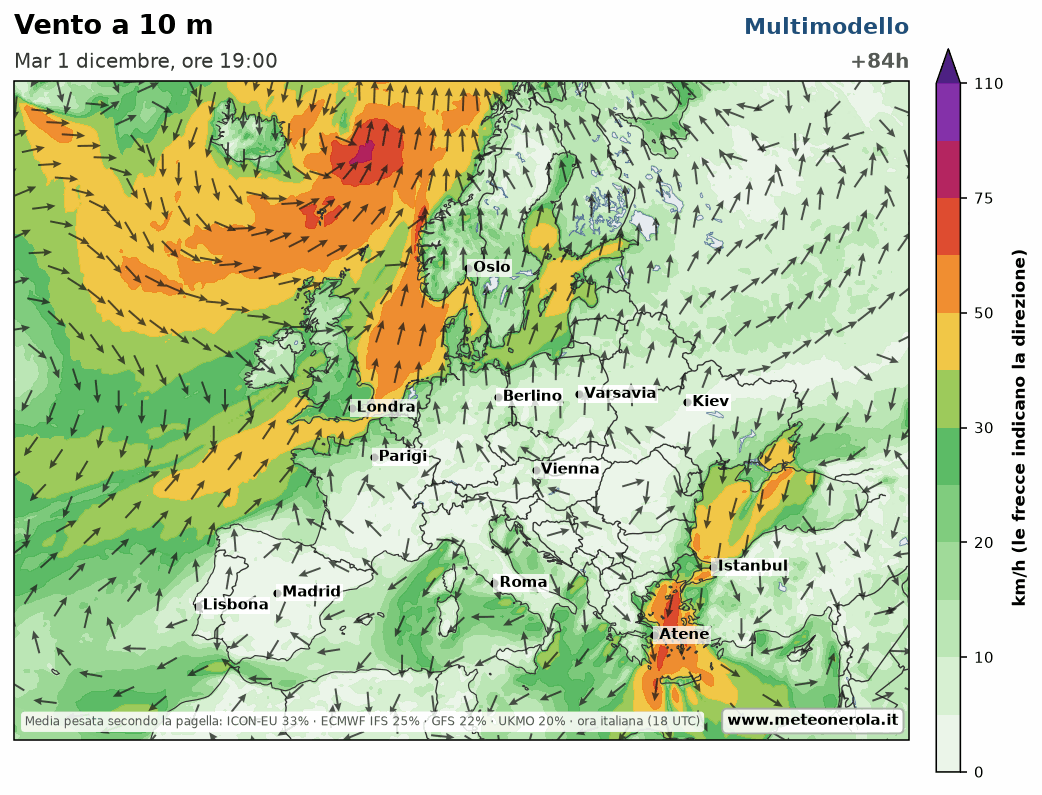 Vento a 10 m
Multimodello
Mar 1 dicembre, ore 19:00
+84h
110
75
50
30
20
10
0
km/h (le frecce indicano la direzione)
Oslo
Berlino
Varsavia
Kiev
Londra
Parigi
Vienna
Istanbul
Roma
Madrid
Lisbona
Atene
Media pesata secondo la pagella: ICON-EU 33% · ECMWF IFS 25% · GFS 22% · UKMO 20% · ora italiana (18 UTC)
www.meteonerola.it